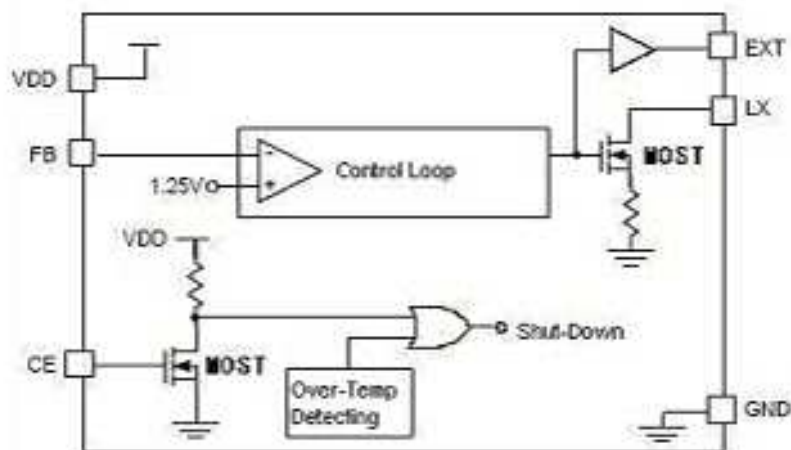 VDD
EXT
LX
FB
-
+
1.25V
Control Loop
MOST
VDD
Shut-Down
CE
MOST
Over-Temp
Detecting
GND